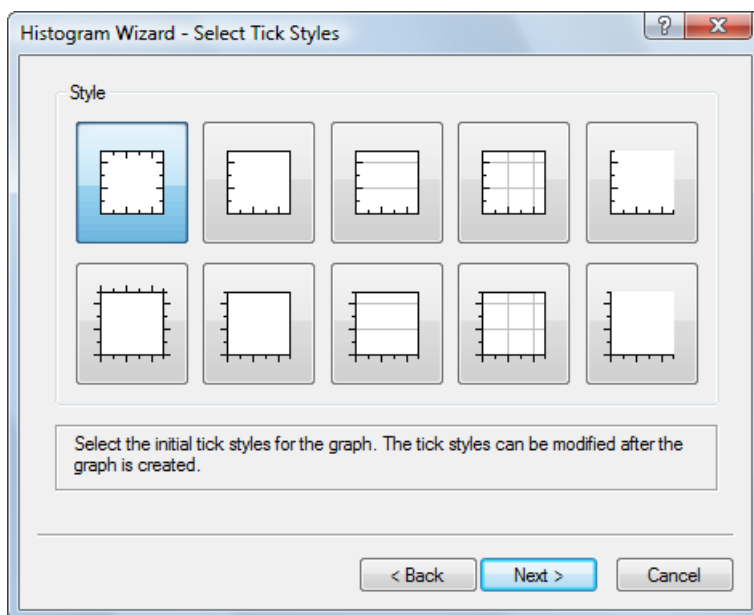 Histogram Wizard - Select Tick Styles
?
X
Style
Select the initial tick styles for the graph. The tick styles can be modified after the
graph is created.
< Back
Next >
Cancel